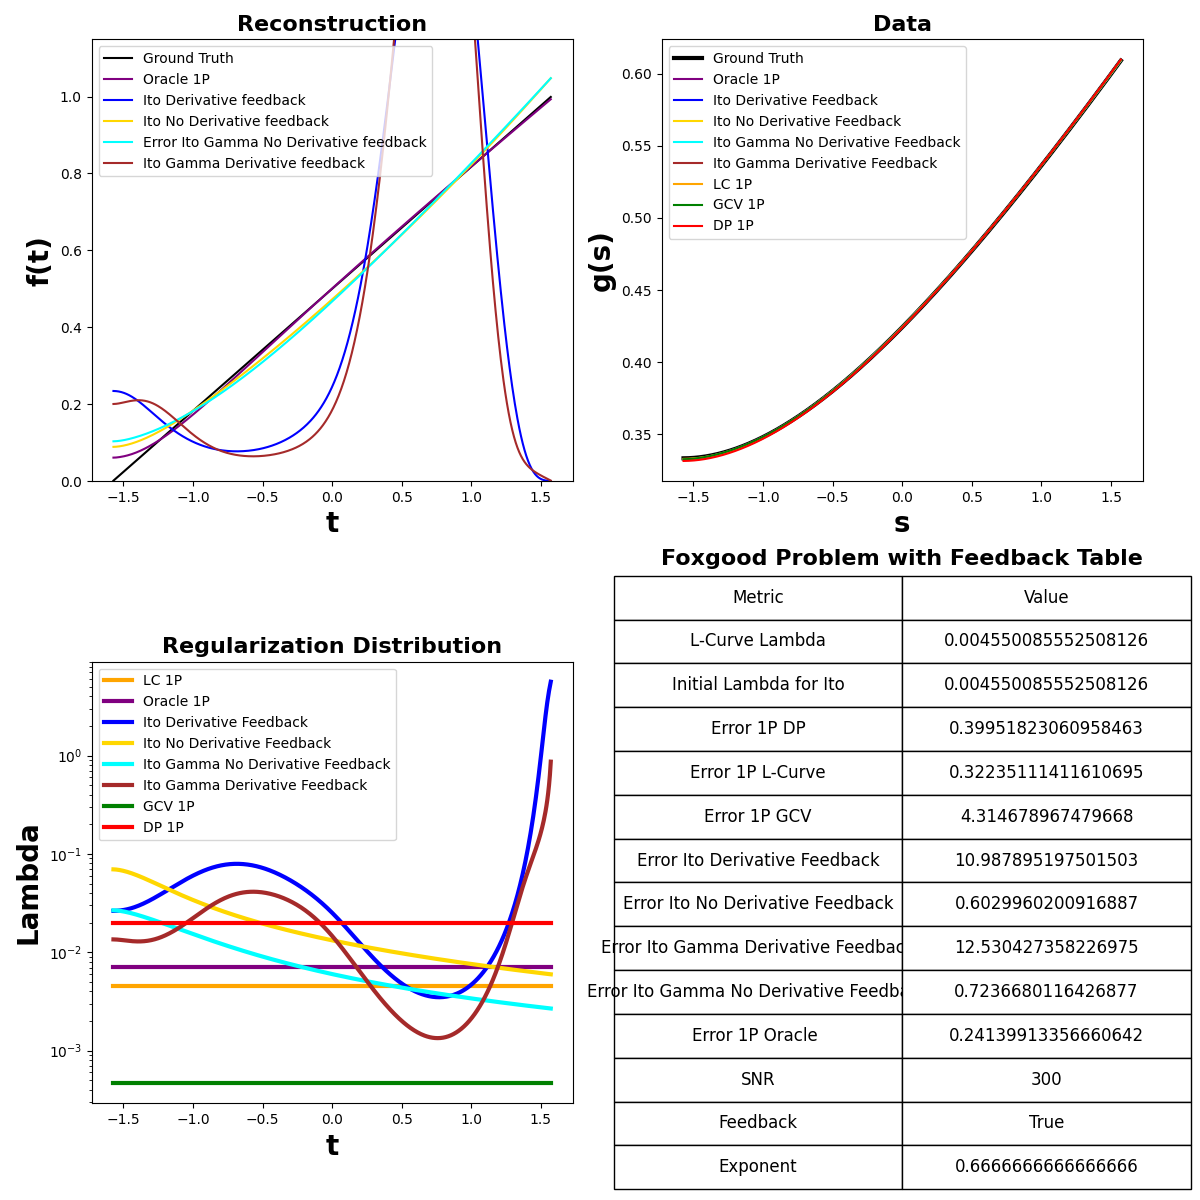 Reconstruction
Ground Truth
Oracle 1P
Ito Derivative feedback
Ito No Derivative feedback
Error Ito Gamma No Derivative feedback
Ito Gamma Derivative feedback
f(t)
1.0
0.8
0.6
0.4
0.2
0.0
−1.5 −1.0 −0.5 0.0 0.5 1.0 1.5
t
Data
Ground Truth
Oracle 1P
Ito Derivative Feedback
Ito No Derivative Feedback
Ito Gamma No Derivative Feedback
Ito Gamma Derivative Feedback
LC 1P
GCV 1P
DP 1P
g(s)
0.60
0.55
0.50
0.45
0.40
0.35
−1.5 −1.0 −0.5 0.0 0.5 1.0 1.5
s
Regularization Distribution
LC 1P
Oracle 1P
Ito Derivative Feedback
Ito No Derivative Feedback
Ito Gamma No Derivative Feedback
Ito Gamma Derivative Feedback
GCV 1P
DP 1P
Lambda
10⁰
10⁻¹
10⁻²
10⁻³
−1.5 −1.0 −0.5 0.0 0.5 1.0 1.5
t
Foxgood Problem with Feedback Table
Metric Value
L-Curve Lambda 0.004550085552508126
Initial Lambda for Ito 0.004550085552508126
Error 1P DP 0.39951823060958463
Error 1P L-Curve 0.32235111411610695
Error 1P GCV 4.314678967479668
Error Ito Derivative Feedback 10.987895197501503
Error Ito No Derivative Feedback 0.6029960200916887
Error Ito Gamma Derivative Feedbac 12.530427358226975
Error Ito Gamma No Derivative Feedba 0.7236680116426877
Error 1P Oracle 0.24139913356660642
SNR 300
Feedback True
Exponent 0.6666666666666666